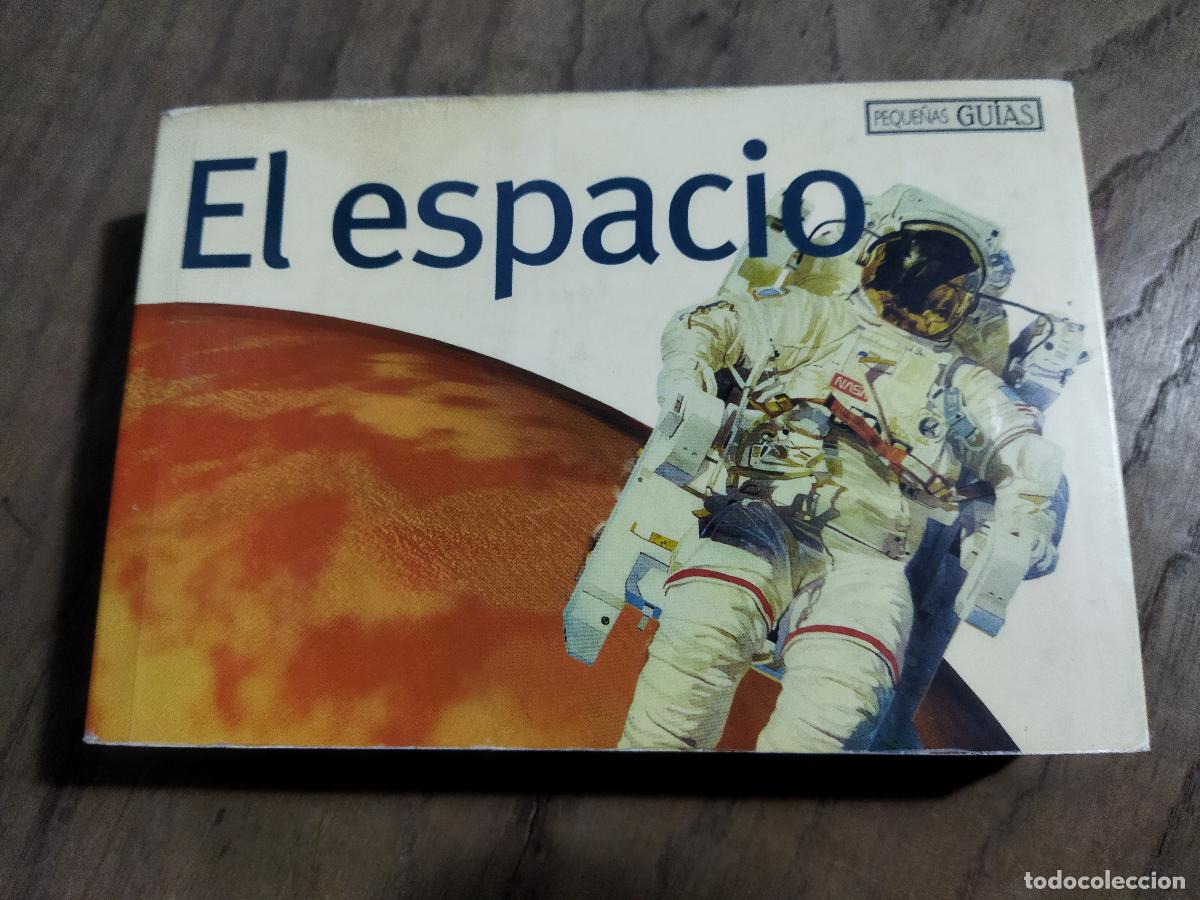 PEQUEÑAS GUÍAS
El espacio
NASA
todocoleccion